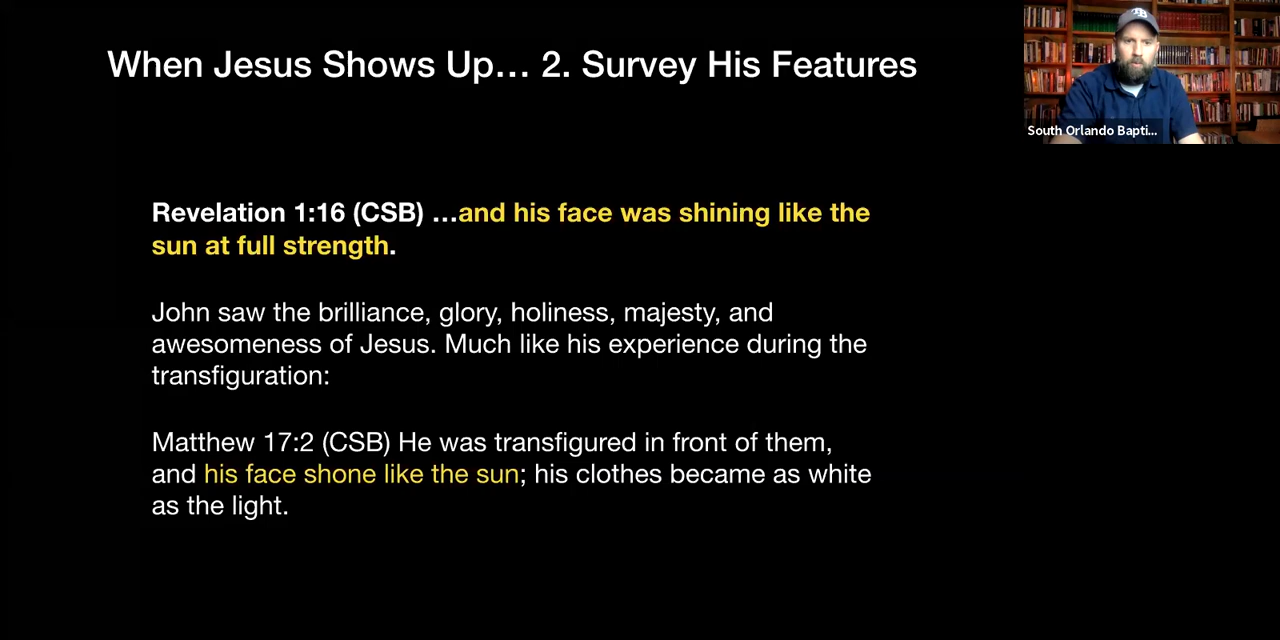 When Jesus Shows Up… 2. Survey His Features
TB
South Orlando Bapti...
Revelation 1:16 (CSB) …and his face was shining like the
sun at full strength.
John saw the brilliance, glory, holiness, majesty, and
awesomeness of Jesus. Much like his experience during the
transfiguration:
Matthew 17:2 (CSB) He was transfigured in front of them,
and his face shone like the sun; his clothes became as white
as the light.